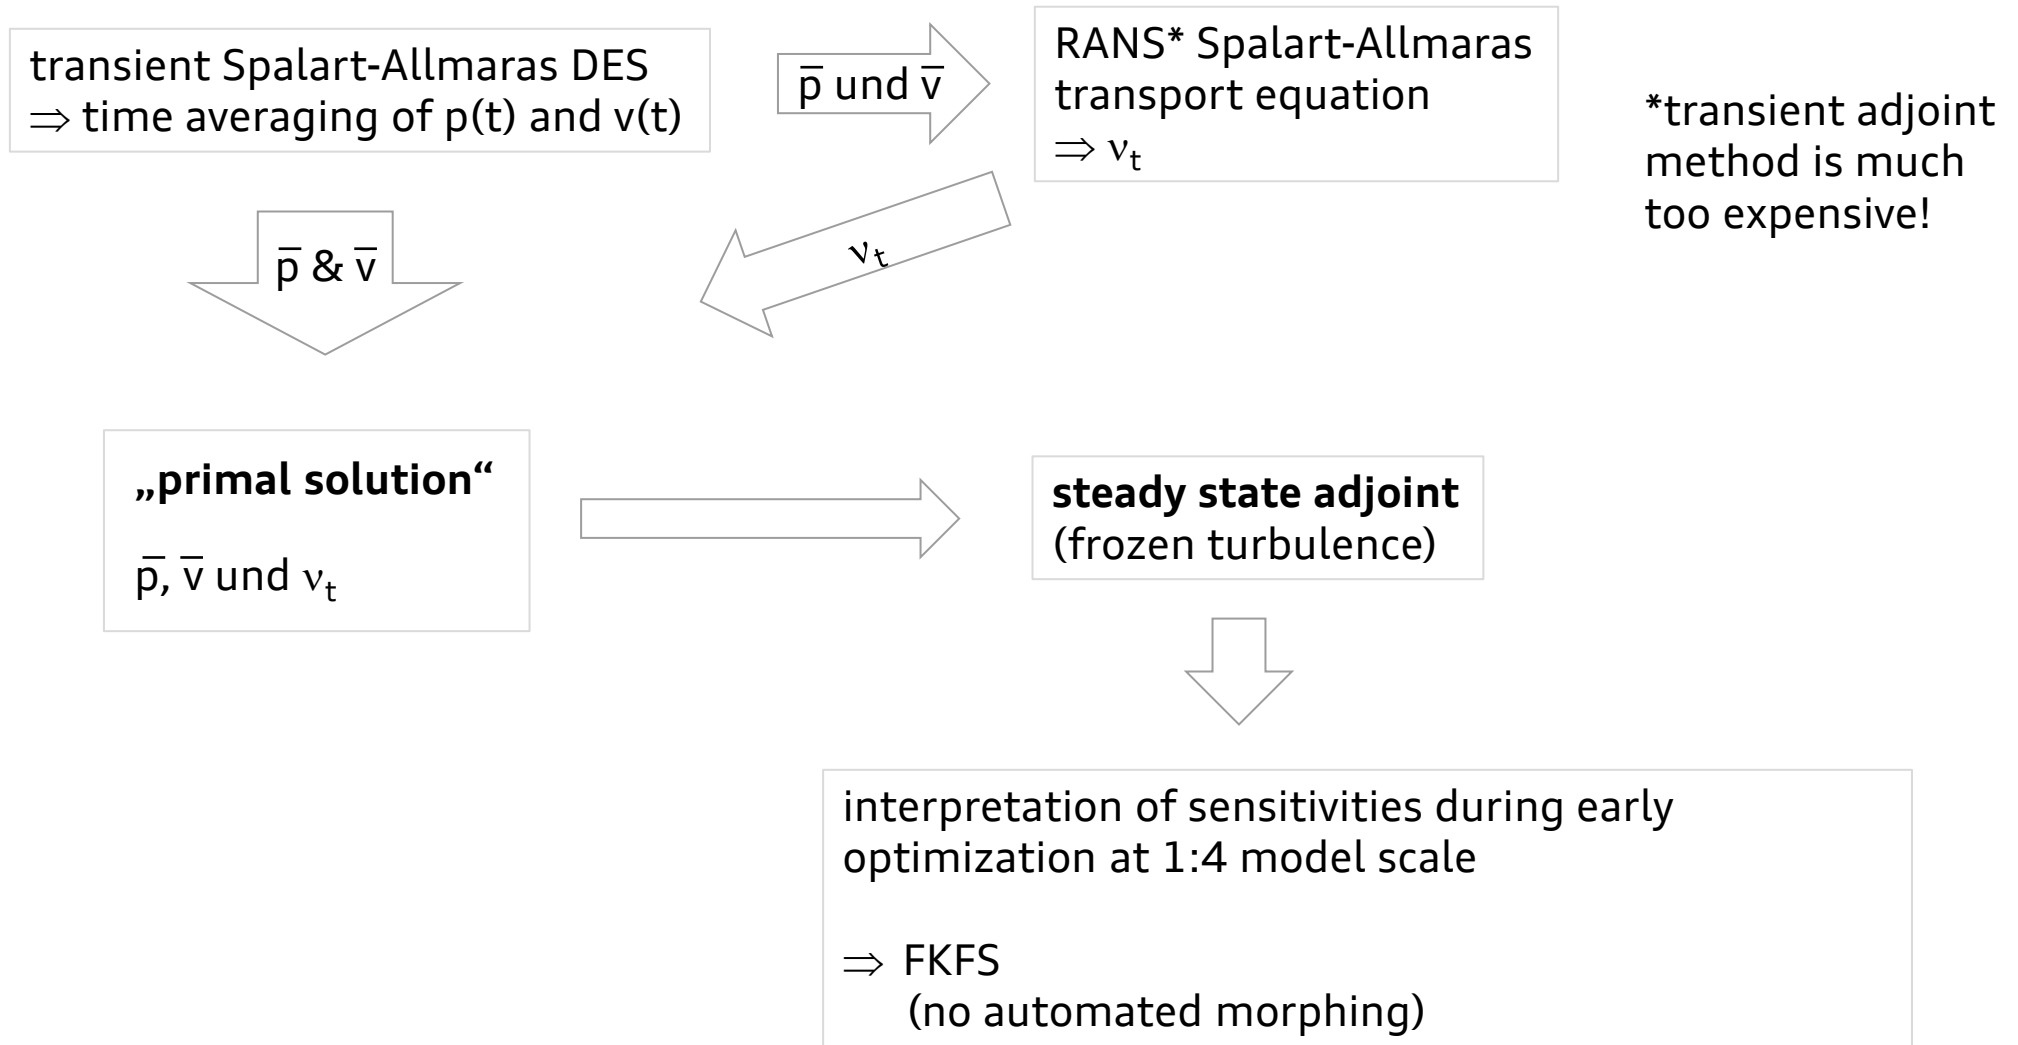 transient Spalart-Allmaras DES
⇒ time averaging of p(t) and v(t)
p̅ und v̅
RANS* Spalart-Allmaras
transport equation
⇒ νt
*transient adjoint
method is much
too expensive!
p̅ & v̅
νt
„primal solution“
p̅, v̅ und νt
steady state adjoint
(frozen turbulence)
interpretation of sensitivities during early
optimization at 1:4 model scale
⇒ FKFS
(no automated morphing)